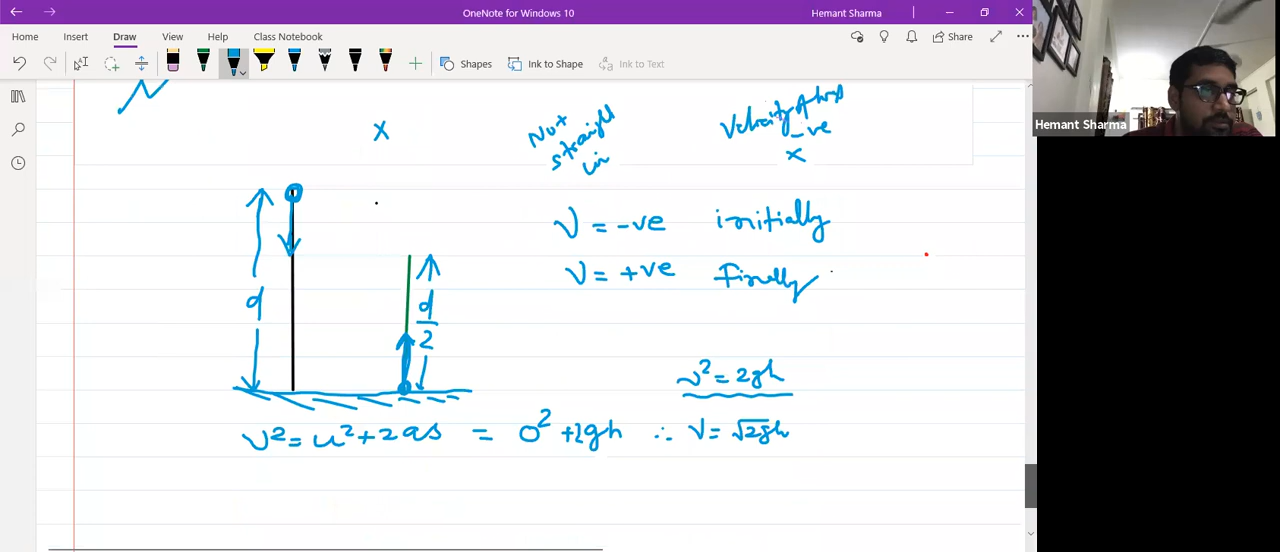 OneNote for Windows 10
Hemant Sharma
Home Insert Draw View Help Class Notebook
Share
Shapes Ink to Shape Ink to Text
Hemant Sharma
x
Not
straight
Velocity
-ve
x
d
d
2
V = -ve initially
V = +ve Finally
v² = 2gh
v² = u² + 2as = 0² + 2gh ∴ V = √2gh